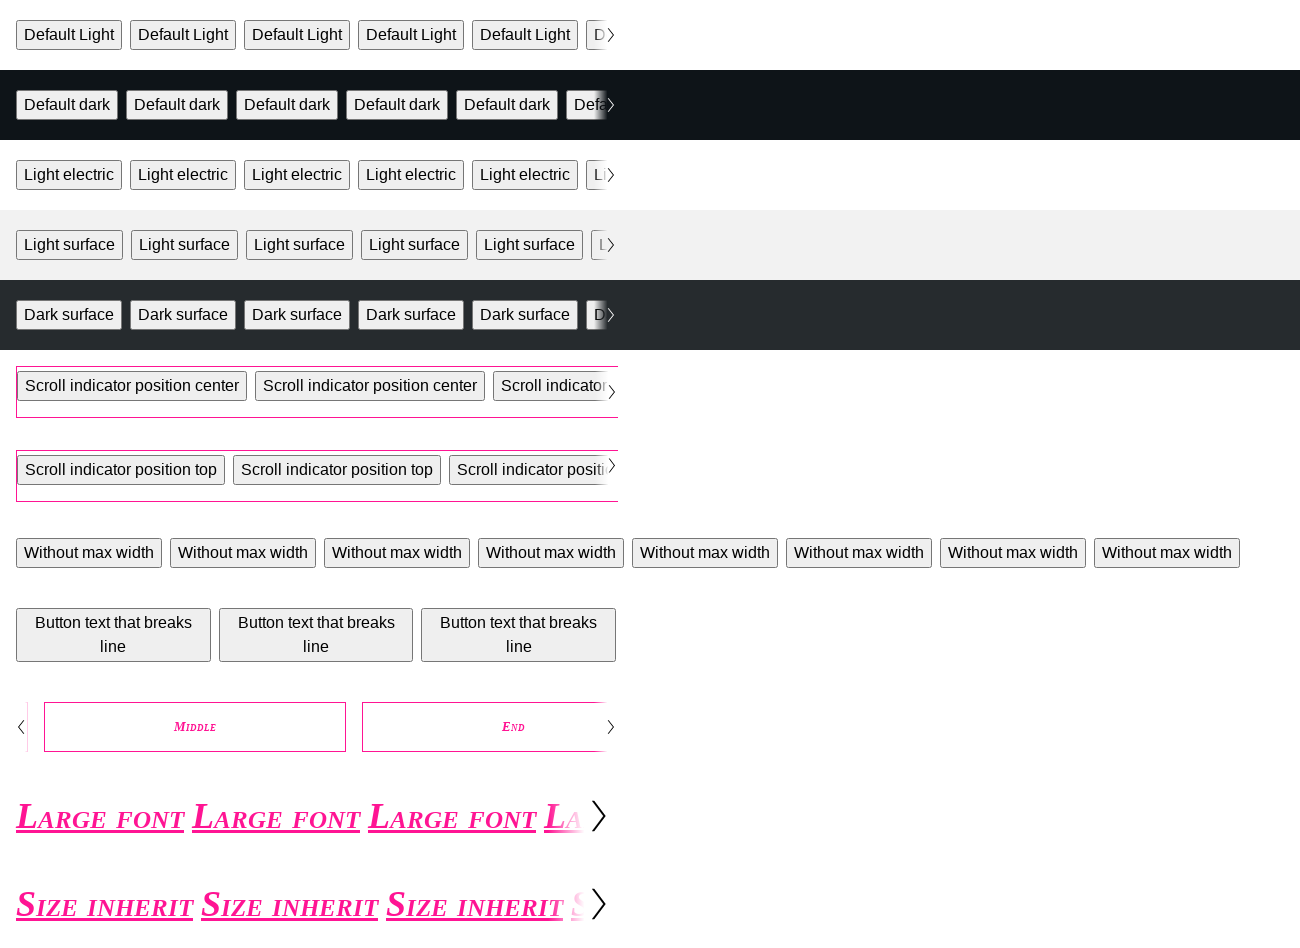 Default Light Default Light Default Light Default Light Default Light D
Default dark Default dark Default dark Default dark Default dark Defa
Light electric Light electric Light electric Light electric Light electric Li
Light surface Light surface Light surface Light surface Light surface L
Dark surface Dark surface Dark surface Dark surface Dark surface D
Scroll indicator position center Scroll indicator position center Scroll indicator
Scroll indicator position top Scroll indicator position top Scroll indicator positi
Without max width Without max width Without max width Without max width Without max width Without max width Without max width Without max width
Button text that breaks line Button text that breaks line Button text that breaks line
Middle End
Large font Large font Large font La
Size inherit Size inherit Size inherit S